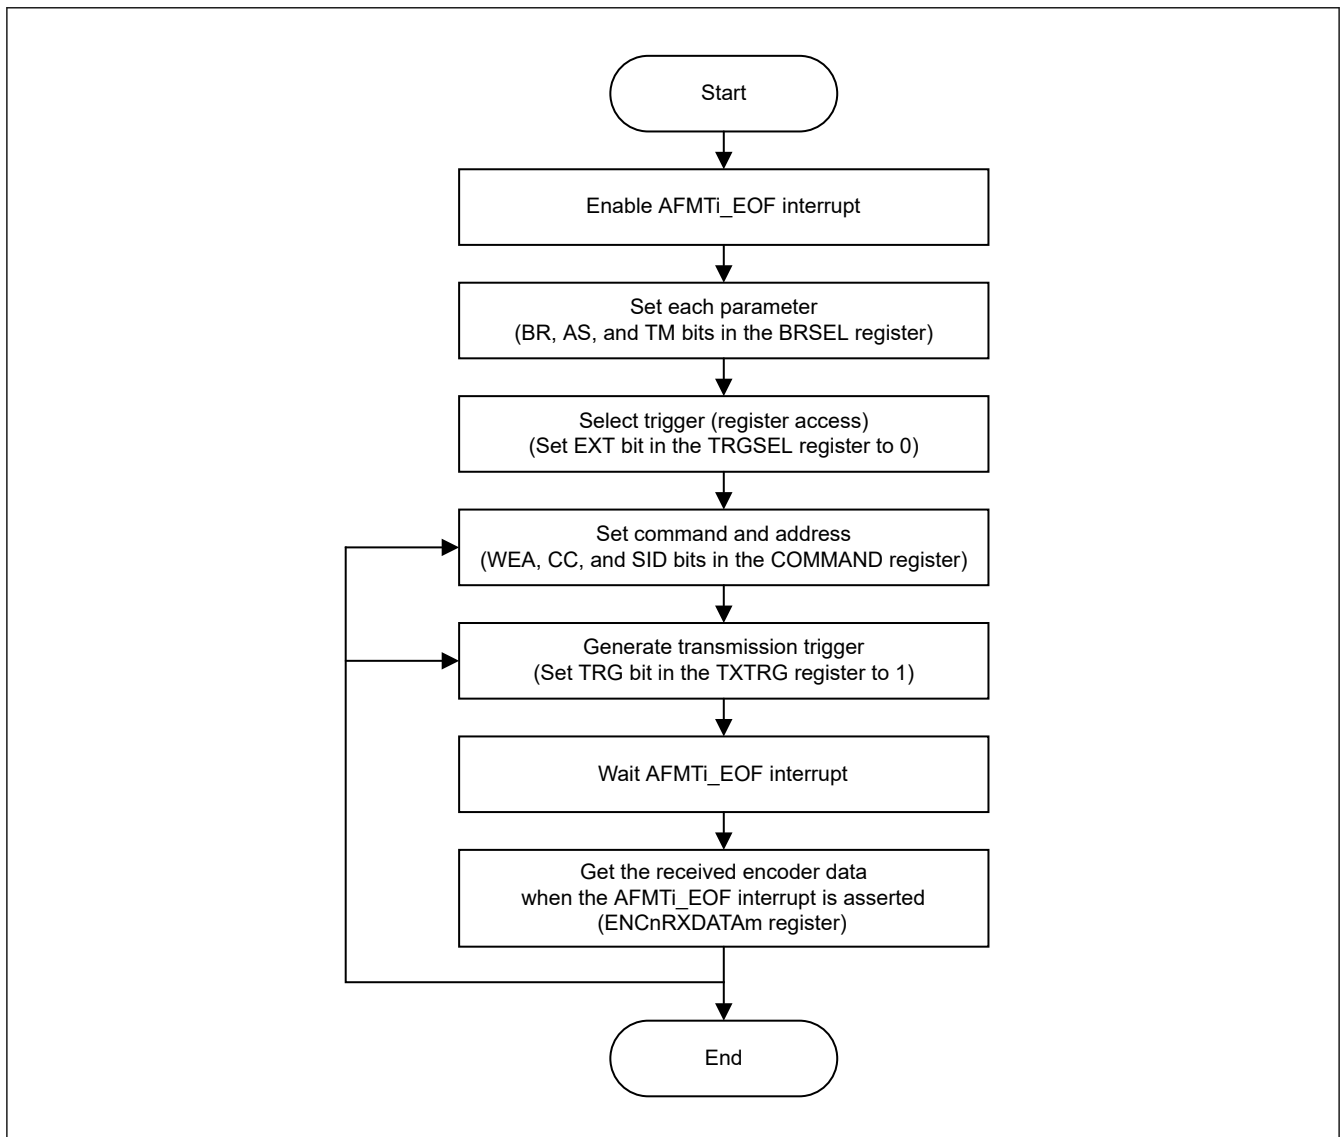 Start
Enable AFMTi_EOF interrupt
Set each parameter
(BR, AS, and TM bits in the BRSEL register)
Select trigger (register access)
(Set EXT bit in the TRGSEL register to 0)
Set command and address
(WEA, CC, and SID bits in the COMMAND register)
Generate transmission trigger
(Set TRG bit in the TXTRG register to 1)
Wait AFMTi_EOF interrupt
Get the received encoder data
when the AFMTi_EOF interrupt is asserted
(ENCnRXDATAm register)
End